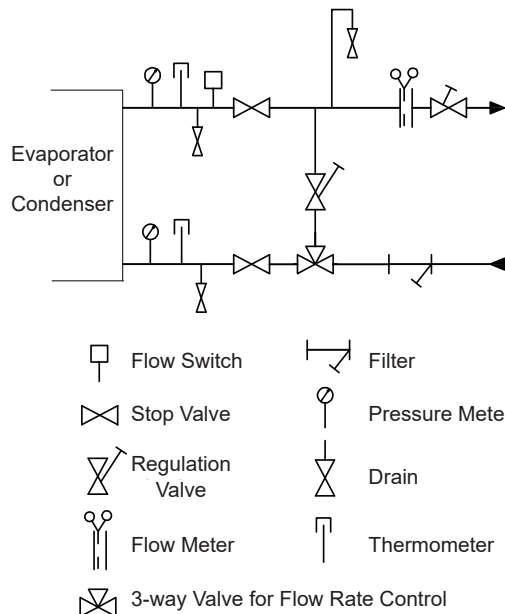 Evaporator
or
Condenser
Flow Switch
Filter
Stop Valve
Pressure Mete
Regulation
Valve
Drain
Flow Meter
Thermometer
3-way Valve for Flow Rate Control